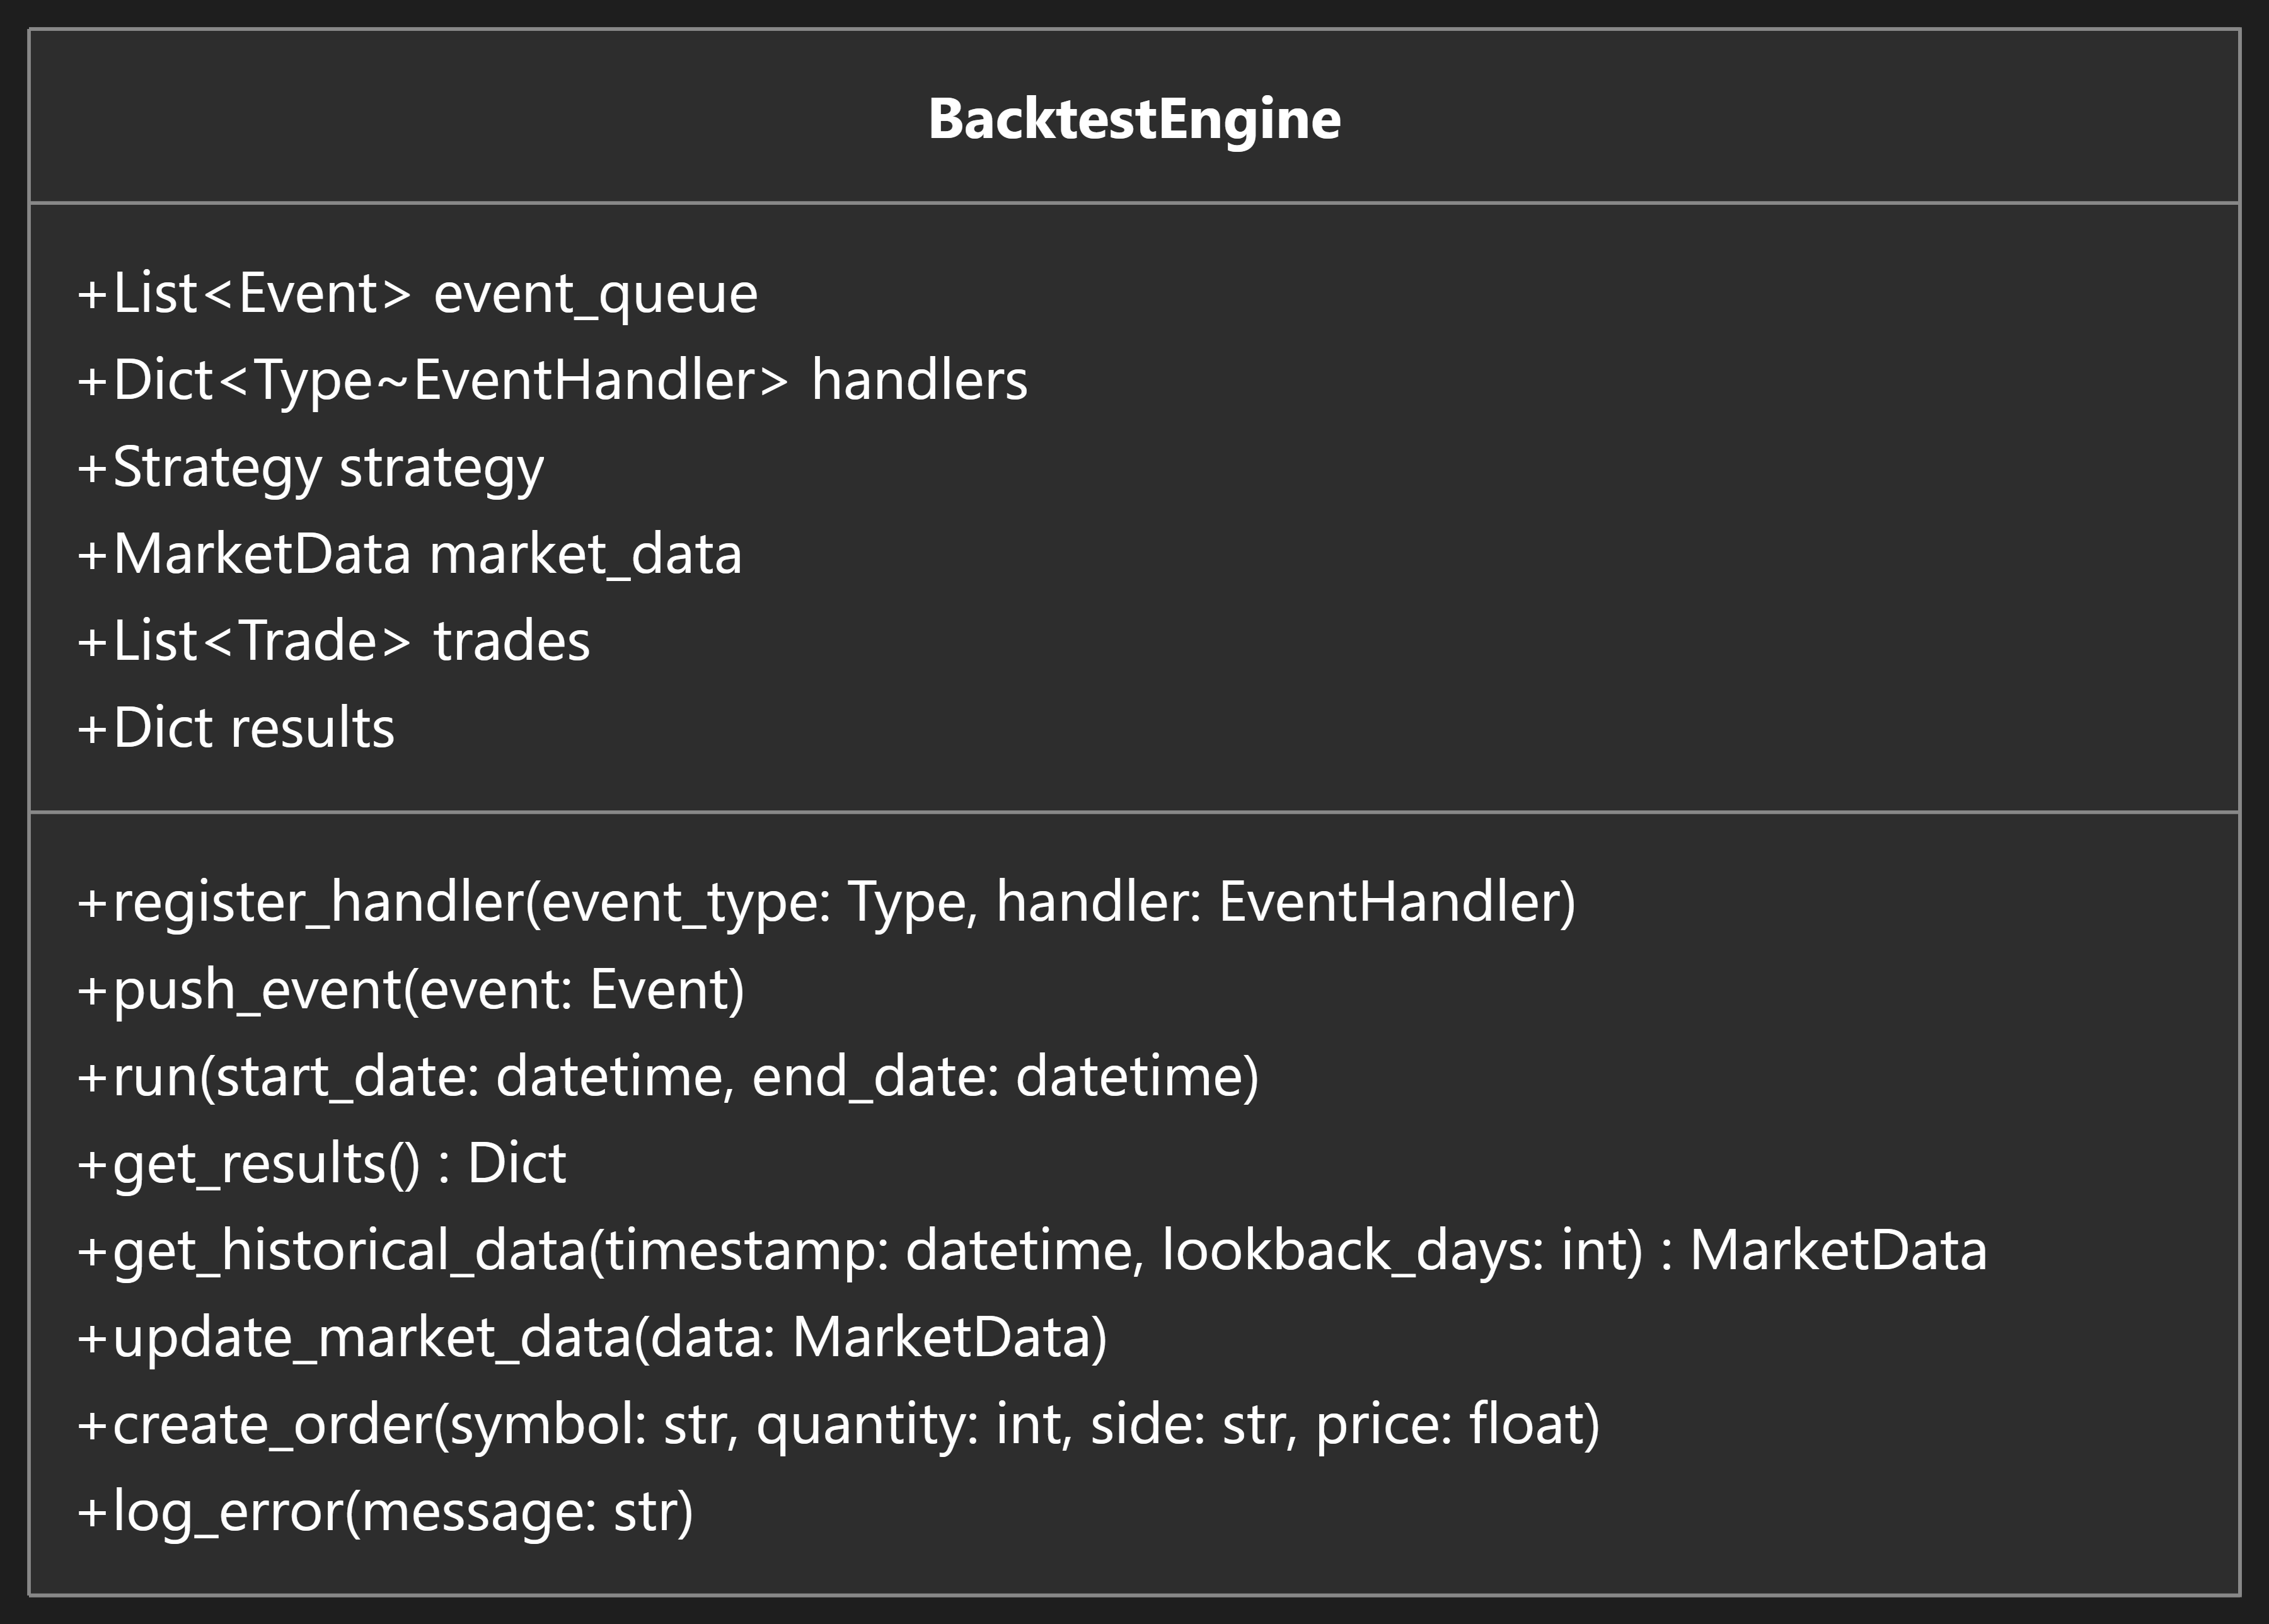 BacktestEngine
+List<Event> event_queue
+Dict<Type~EventHandler> handlers
+Strategy strategy
+MarketData market_data
+List<Trade> trades
+Dict results
+register_handler(event_type: Type, handler: EventHandler)
+push_event(event: Event)
+run(start_date: datetime, end_date: datetime)
+get_results() : Dict
+get_historical_data(timestamp: datetime, lookback_days: int) : MarketData
+update_market_data(data: MarketData)
+create_order(symbol: str, quantity: int, side: str, price: float)
+log_error(message: str)